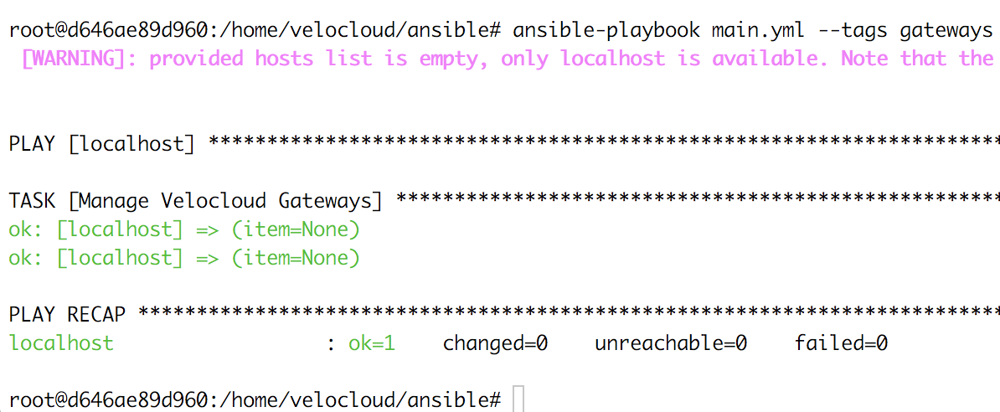 root@d646ae89d960:/home/velocloud/ansible# ansible-playbook main.yml --tags gateways
[WARNING]: provided hosts list is empty, only localhost is available. Note that the
PLAY [localhost] *******************************************************************
TASK [Manage Velocloud Gateways] ***************************************************
ok: [localhost] => (item=None)
ok: [localhost] => (item=None)
PLAY RECAP *************************************************************************
localhost : ok=1 changed=0 unreachable=0 failed=0
root@d646ae89d960:/home/velocloud/ansible#